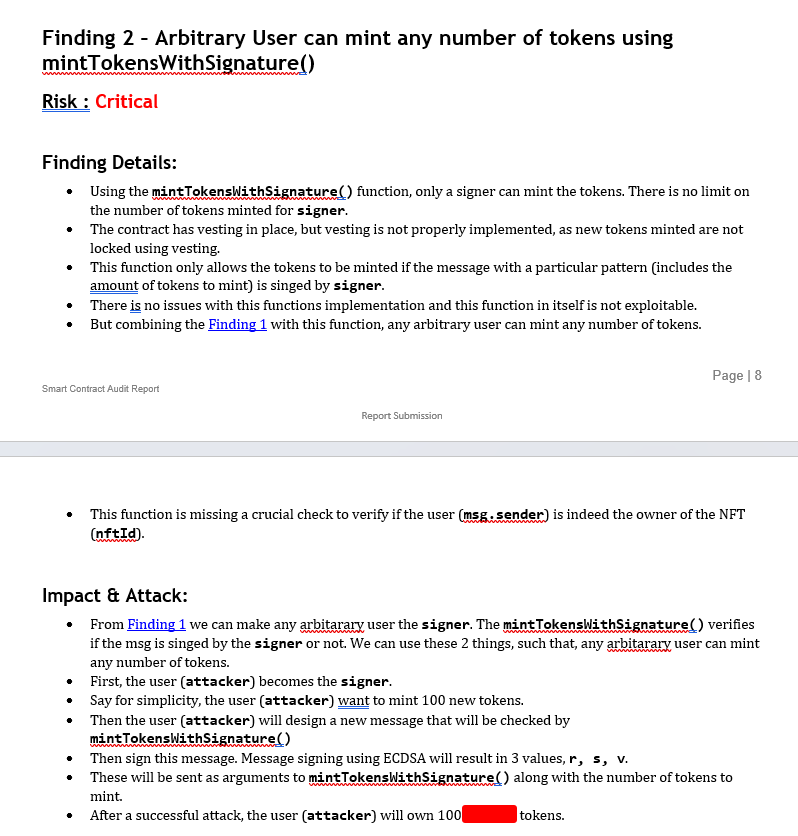 Finding 2 – Arbitrary User can mint any number of tokens using
mintTokensWithSignature()
Risk : Critical
Finding Details:
• Using the mintTokensWithSignature() function, only a signer can mint the tokens. There is no limit on
the number of tokens minted for signer.
• The contract has vesting in place, but vesting is not properly implemented, as new tokens minted are not
locked using vesting.
• This function only allows the tokens to be minted if the message with a particular pattern (includes the
amount of tokens to mint) is singed by signer.
• There is no issues with this functions implementation and this function in itself is not exploitable.
• But combining the Finding 1 with this function, any arbitrary user can mint any number of tokens.
Page | 8
Smart Contract Audit Report
Report Submission
• This function is missing a crucial check to verify if the user (msg.sender) is indeed the owner of the NFT
(nftId).
Impact & Attack:
• From Finding 1 we can make any arbitarary user the signer. The mintTokensWithSignature() verifies
if the msg is singed by the signer or not. We can use these 2 things, such that, any arbitarary user can mint
any number of tokens.
• First, the user (attacker) becomes the signer.
• Say for simplicity, the user (attacker) want to mint 100 new tokens.
• Then the user (attacker) will design a new message that will be checked by
mintTokensWithSignature()
• Then sign this message. Message signing using ECDSA will result in 3 values, r, s, v.
• These will be sent as arguments to mintTokensWithSignature() along with the number of tokens to
mint.
• After a successful attack, the user (attacker) will own 100 tokens.